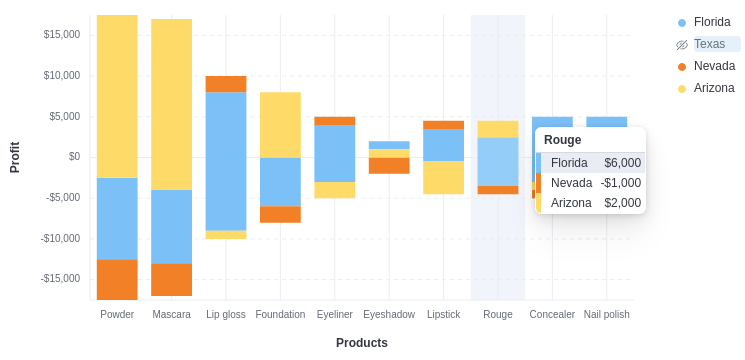 $15,000
$10,000
$5,000
$0
-$5,000
-$10,000
-$15,000
Profit
Powder Mascara Lip gloss Foundation Eyeliner Eyeshadow Lipstick Rouge Concealer Nail polish
Products
Florida
Texas
Nevada
Arizona
Rouge
Florida $6,000
Nevada -$1,000
Arizona $2,000